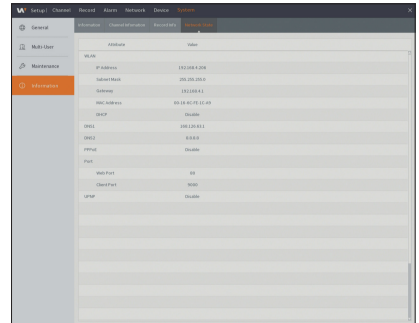 Setup | Channel Record Alarm Network Device System
General
Multi-User
Maintenance
Information
Information Channel Information Record Info Network State
Attribute Value
WLAN
IP Address
Subnet Mask 255.255.255.0
Gateway
MAC Address
DHCP Disable
DNS1
DNS2 0.0.0.0
PPPoE Disable
Port
Web Port
Client Port 9000
UPNP Disable